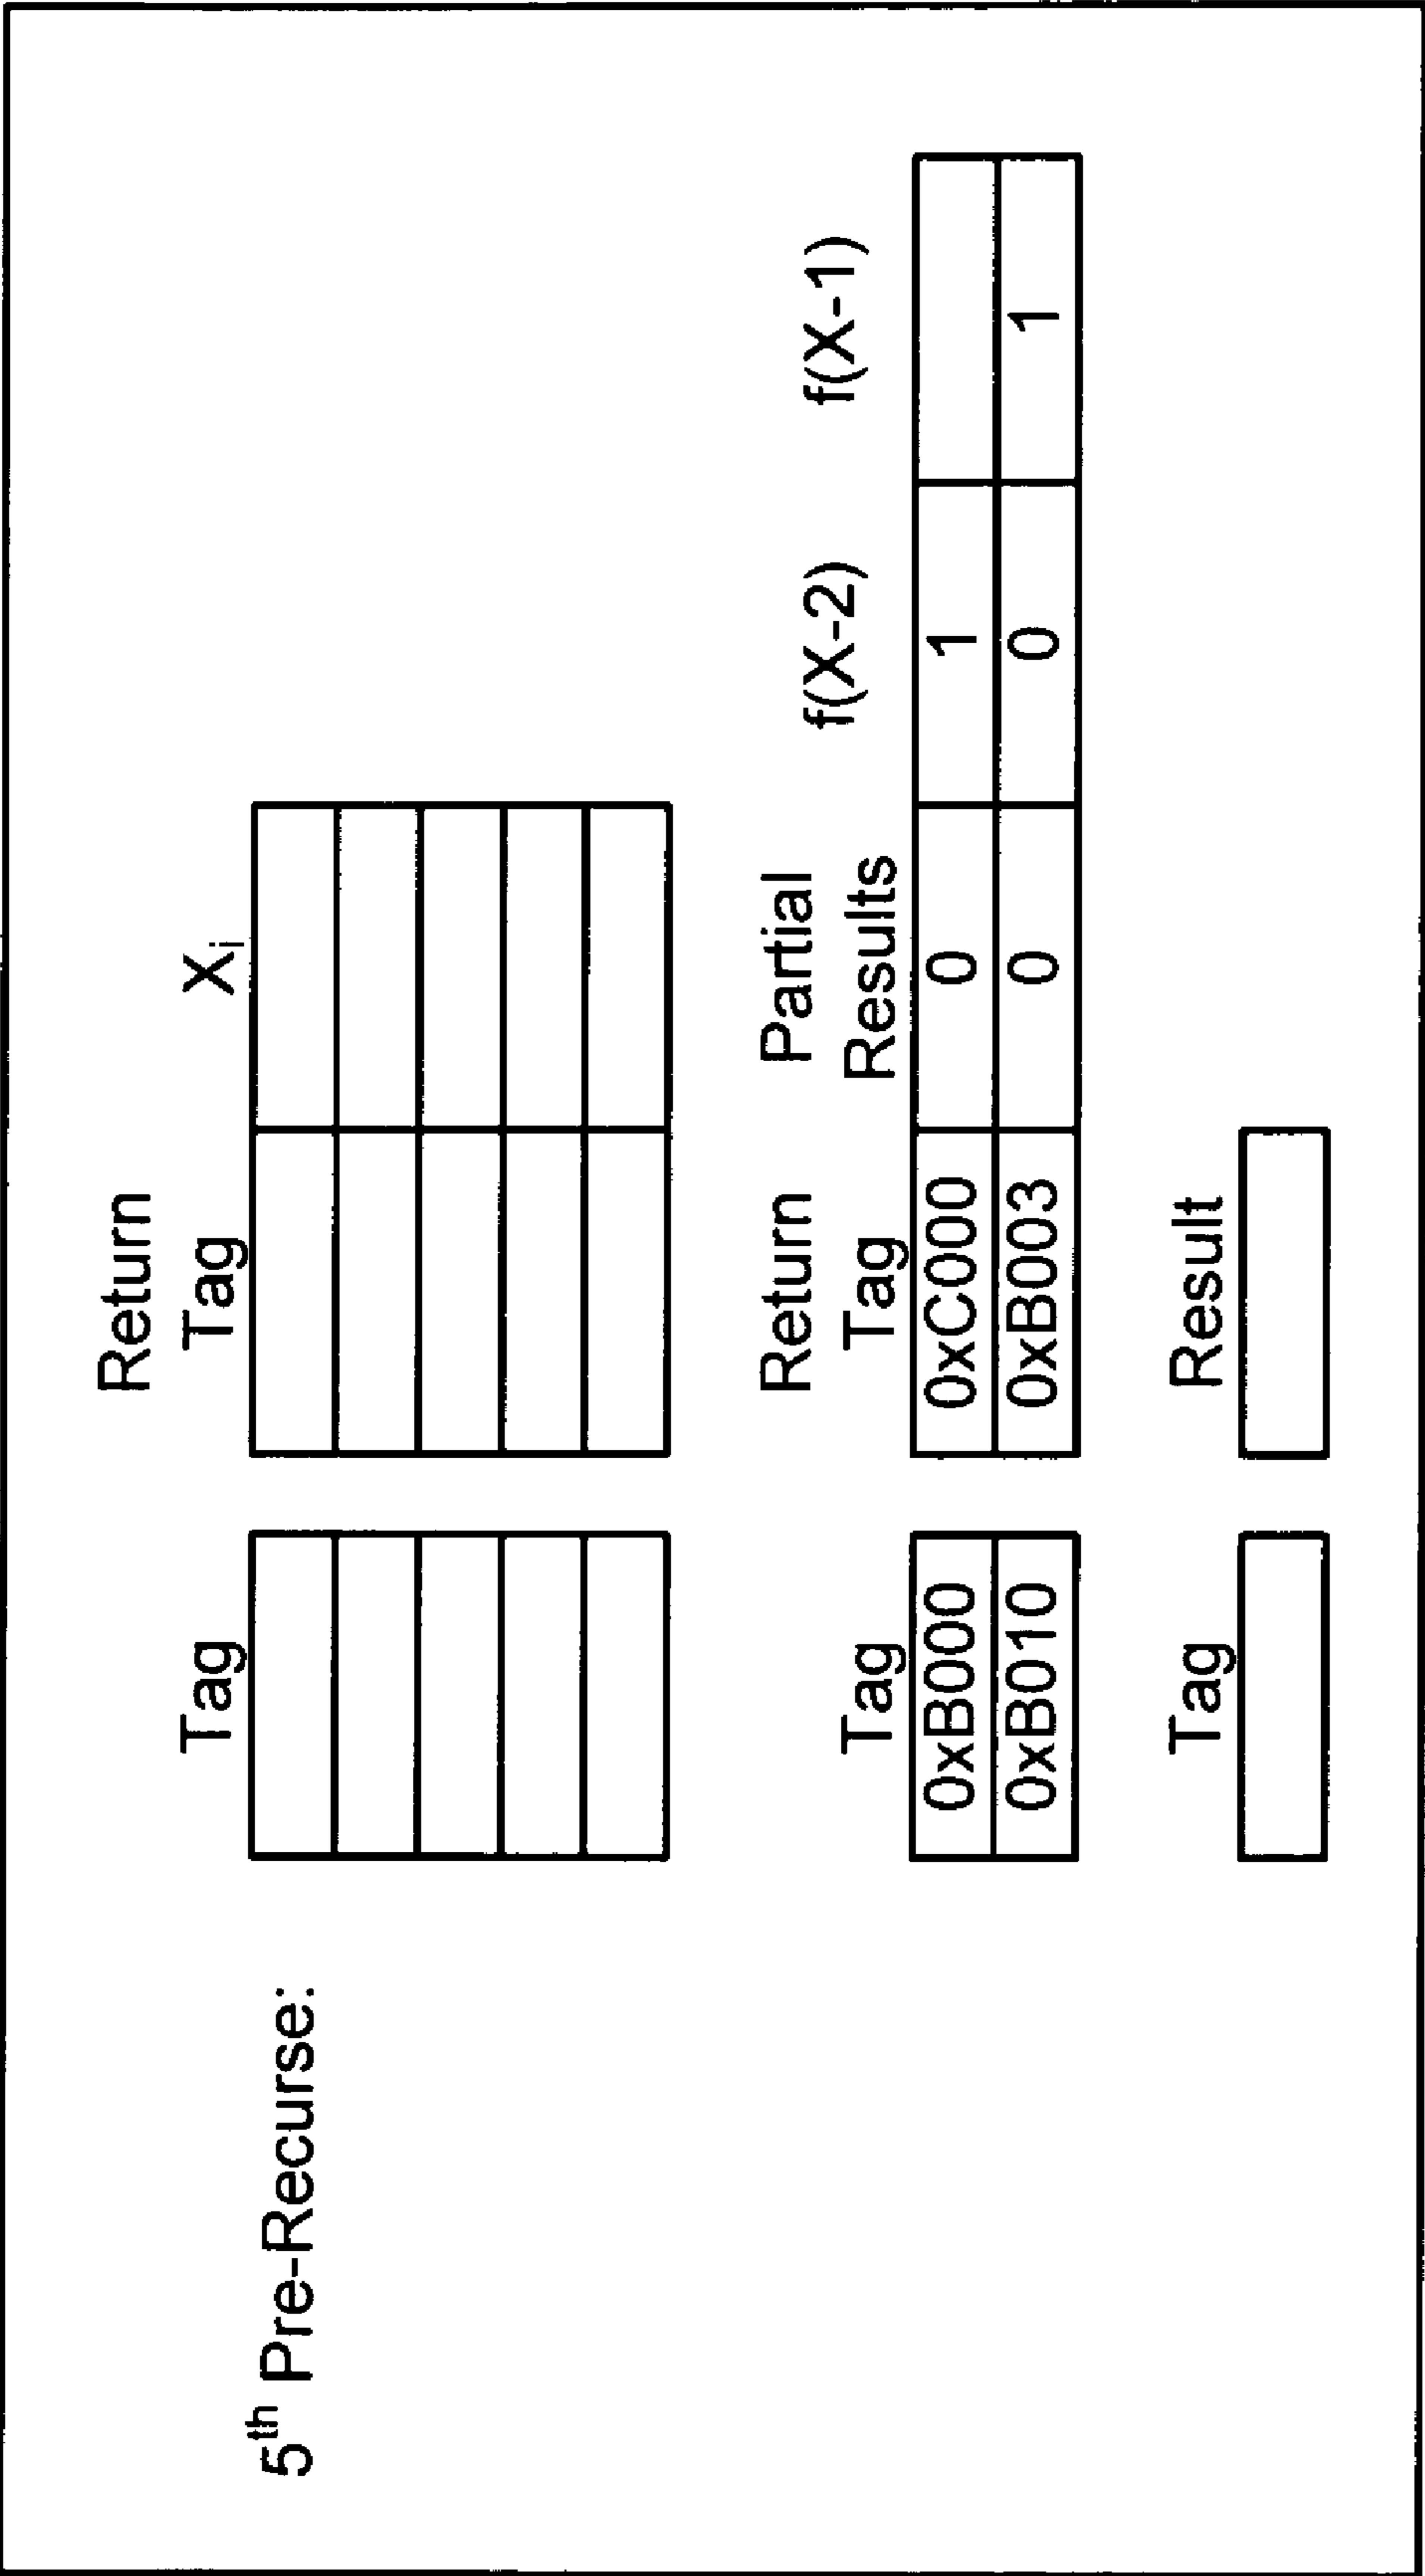 5th Pre-Recurse:
Return
Tag Tag Xi
Return Partial
Tag Tag Results f(X-2) f(X-1)
0xB000 0xC000 0 1
0xB010 0xB003 0 0 1
Tag Result